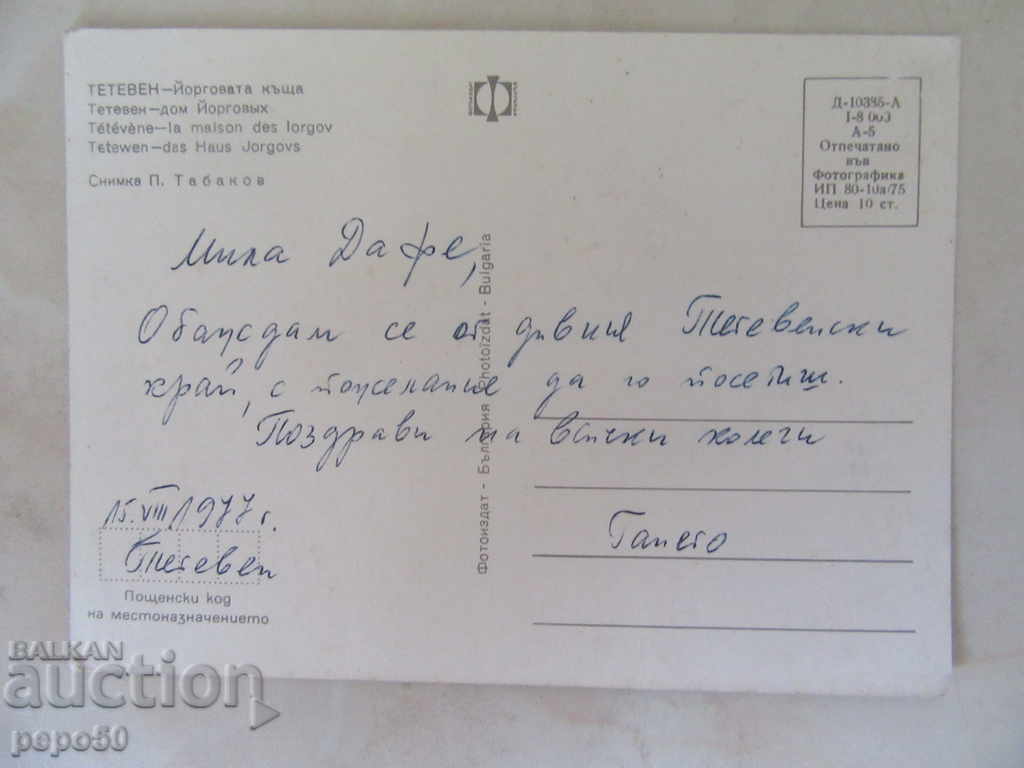 ТЕТЕВЕН—Йорговата къща
Тетевен—дом Йорговых
Tétévène—la maison des Iorgov
Tetewen—das Haus Jorgovs
Снимка П. Табаков
Д-10386-А
I-8 003
А-5
Отпечатано
във
Фотографика
ИП 80-10а/75
Цена 10 ст.
Мила Дафе,
Обаждам се от дивния Тетевенски
край, с пожелание да го посетиш.
Поздрави на всички колеги
15.VIII.1977 г.
Тетевен
Гането
Пощенски код
на местоназначението
Фотоиздат - България Photoizdat - Bulgaria
BALKAN
auction
pepo50